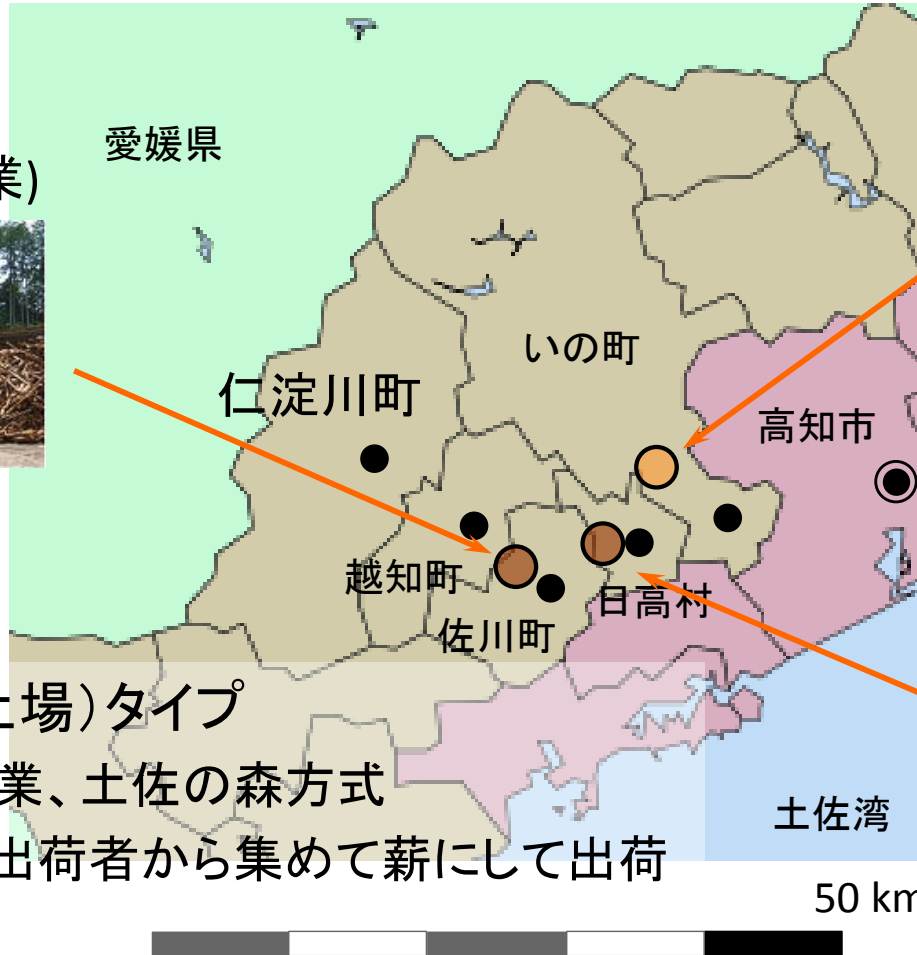 愛媛県
業)
いの町
仁淀川町
高知市
越知町
日高村
佐川町
土場）タイプ
業、土佐の森方式
土佐湾
出荷者から集めて薪にして出荷
50 km